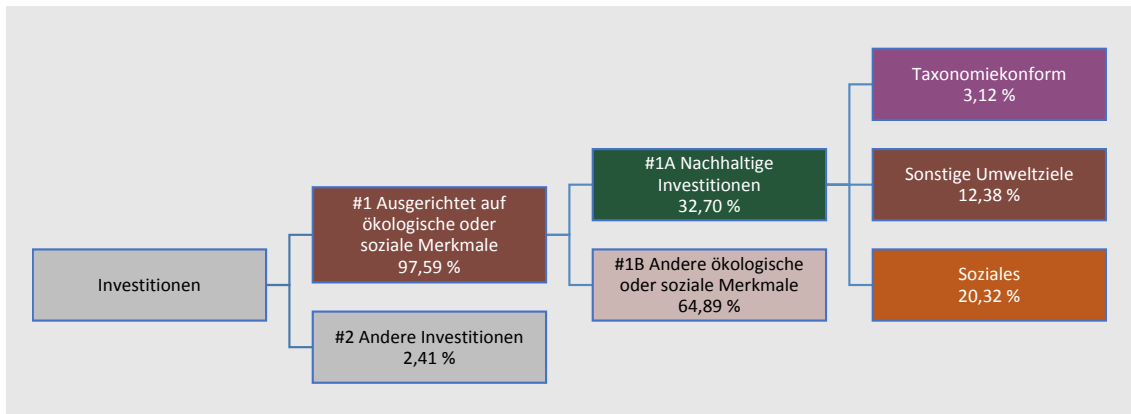 Investitionen
#1 Ausgerichtet auf
ökologische oder
soziale Merkmale
97,59 %
#2 Andere Investitionen
2,41 %
#1A Nachhaltige
Investitionen
32,70 %
#1B Andere ökologische
oder soziale Merkmale
64,89 %
Taxonomiekonform
3,12 %
Sonstige Umweltziele
12,38 %
Soziales
20,32 %